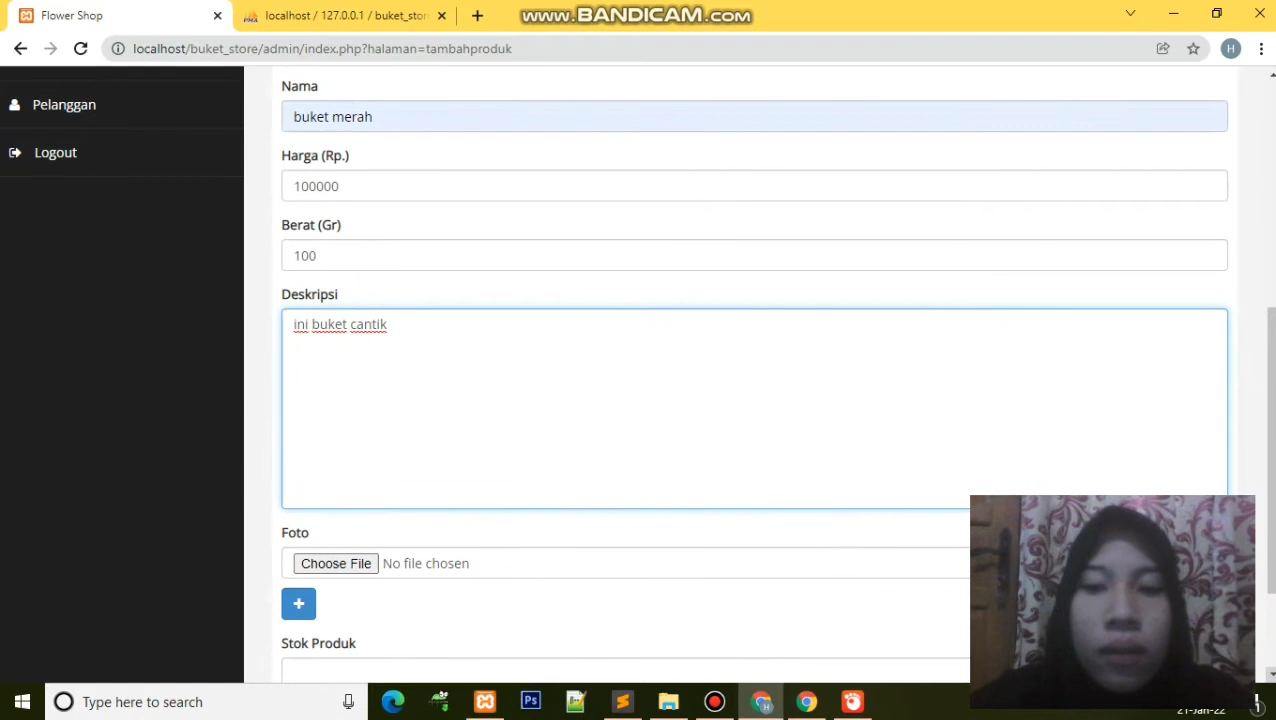 Flower Shop
localhost / 127.0.0.1 / buket_stor
www.BANDICAM.com
localhost/buket_store/admin/index.php?halaman=tambahproduk
H
Pelanggan
Logout
Nama
buket merah
Harga (Rp.)
100000
Berat (Gr)
100
Deskripsi
ini buket cantik
Foto
Choose File No file chosen
+
Stok Produk
Type here to search
21-Jan-22